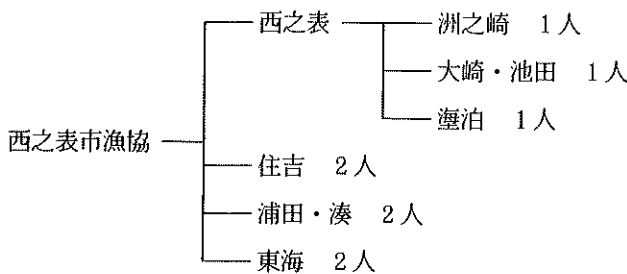 西之表 洲之崎 1人
大崎・池田 1人
塰泊 1人
西之表市漁協
住吉 2人
浦田・湊 2人
東海 2人